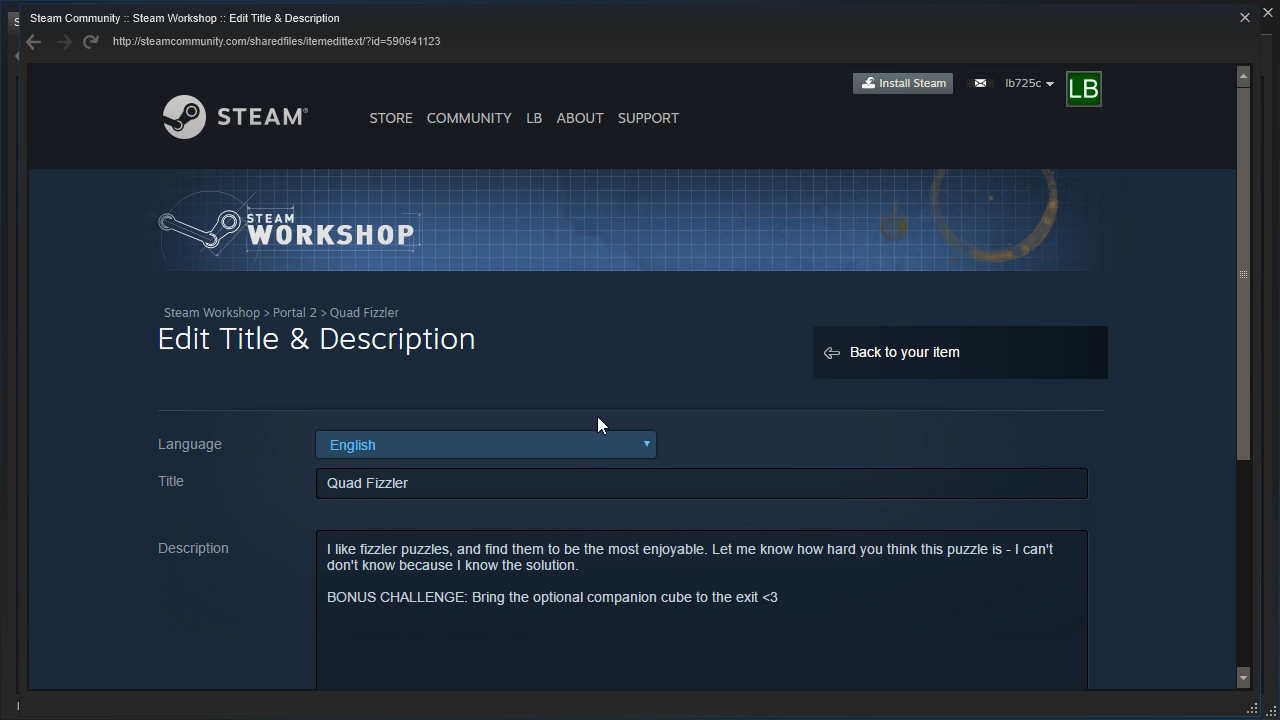 Steam Community :: Steam Workshop :: Edit Title & Description
http://steamcommunity.com/sharedfiles/itemedittext/?id=590641123
Install Steam
lb725c
LB
STEAM®
STORE COMMUNITY LB ABOUT SUPPORT
STEAM
WORKSHOP
Steam Workshop > Portal 2 > Quad Fizzler
Edit Title & Description
Back to your item
Language
English
Title
Quad Fizzler
Description
I like fizzler puzzles, and find them to be the most enjoyable. Let me know how hard you think this puzzle is - I can't
don't know because I know the solution.
BONUS CHALLENGE: Bring the optional companion cube to the exit <3